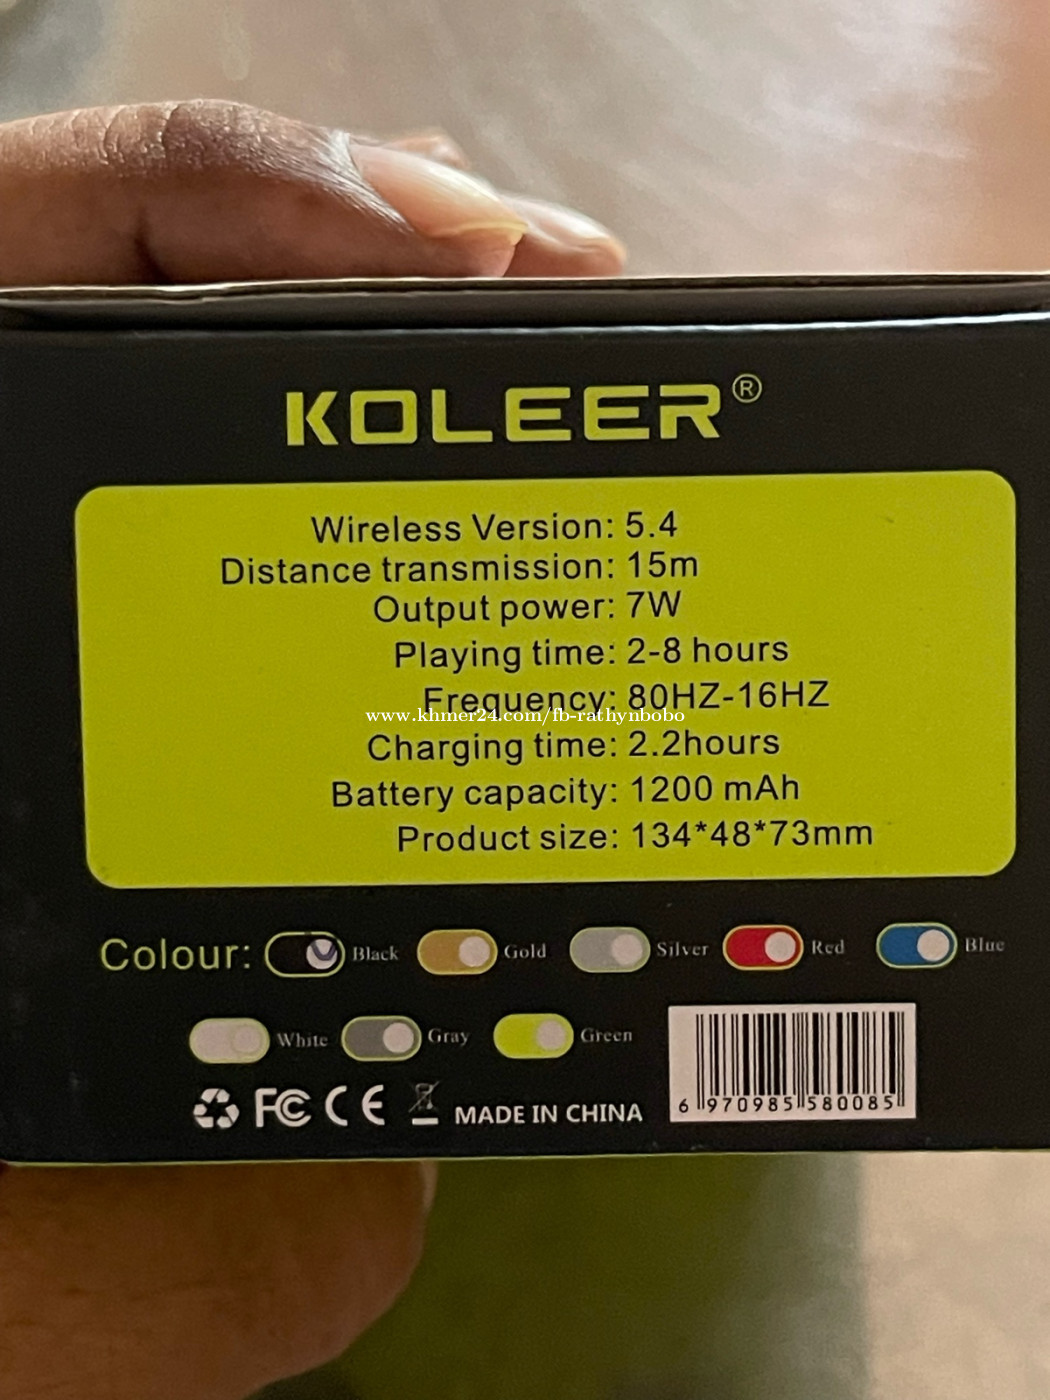 KOLEER®
Wireless Version: 5.4
Distance transmission: 15m
Output power: 7W
Playing time: 2-8 hours
Frequency: 80HZ-16HZ
www.khmer24.com/fb-rathynbobo
Charging time: 2.2hours
Battery capacity: 1200 mAh
Product size: 134*48*73mm
Colour: Black Gold Silver Red Blue
White Gray Green
FC CE MADE IN CHINA
6 970985 580085